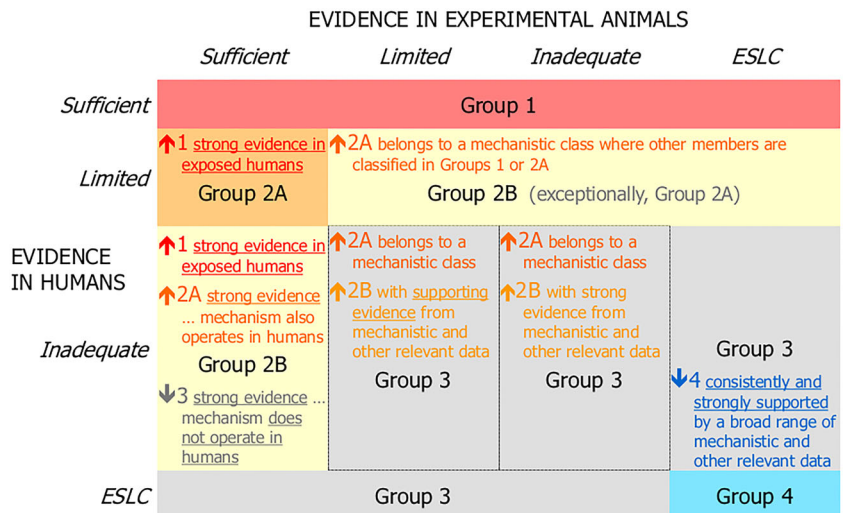 EVIDENCE IN EXPERIMENTAL ANIMALS
Sufficient
Limited
Inadequate
ESLC
Sufficient
Group 1
EVIDENCE
IN HUMANS
Limited
↑1 strong evidence in
exposed humans
Group 2A
↑2A belongs to a mechanistic class where other members are
classified in Groups 1 or 2A
Group 2B (exceptionally, Group 2A)
Inadequate
↑1 strong evidence in
exposed humans
↑2A strong evidence
... mechanism also
operates in humans
Group 2B
↓3 strong evidence ...
mechanism does
not operate in
humans
↑2A belongs to a
mechanistic class
↑2B with supporting
evidence from
mechanistic and
other relevant data
Group 3
↑2A belongs to a
mechanistic class
↑2B with strong
evidence from
mechanistic and
other relevant data
Group 3
Group 3
↓4 consistently and
strongly supported
by a broad range of
mechanistic and
other relevant data
ESLC
Group 3
Group 4